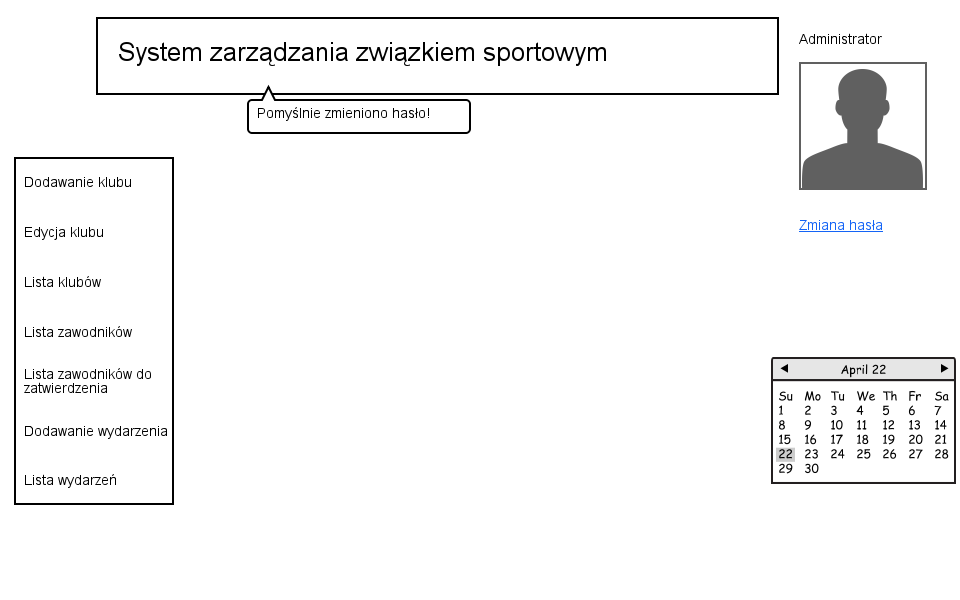 System zarządzania związkiem sportowym
Administrator
Pomyślnie zmieniono hasło!
Zmiana hasła
Dodawanie klubu
Edycja klubu
Lista klubów
Lista zawodników
Lista zawodników do
zatwierdzenia
Dodawanie wydarzenia
Lista wydarzeń
April 22
Su Mo Tu We Th Fr Sa
1 2 3 4 5 6 7
8 9 10 11 12 13 14
15 16 17 18 19 20 21
22 23 24 25 26 27 28
29 30